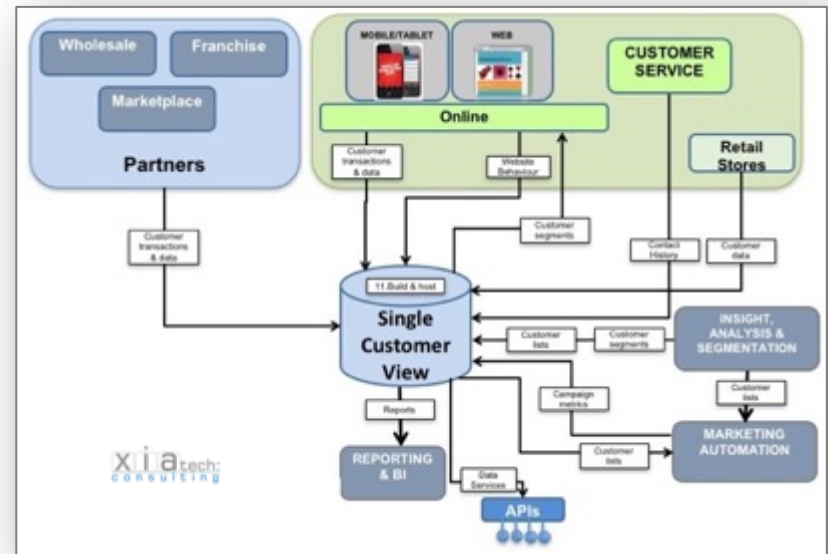 Wholesale
Franchise
Marketplace
Partners
MOBILE/TABLET
WEB
Online
CUSTOMER
SERVICE
Retail
Stores
Customer
transactions
& data
Website
Behaviour
Customer
segments
Customer
transactions
& data
Contact
History
Customer
data
11.Build & host
Single
Customer
View
Customer
lists
Customer
segments
INSIGHT,
ANALYSIS &
SEGMENTATION
Customer
lists
Campaign
metrics
Reports
MARKETING
AUTOMATION
Customer
lists
REPORTING
& BI
Data
Services
APIs
xiatech:
consulting